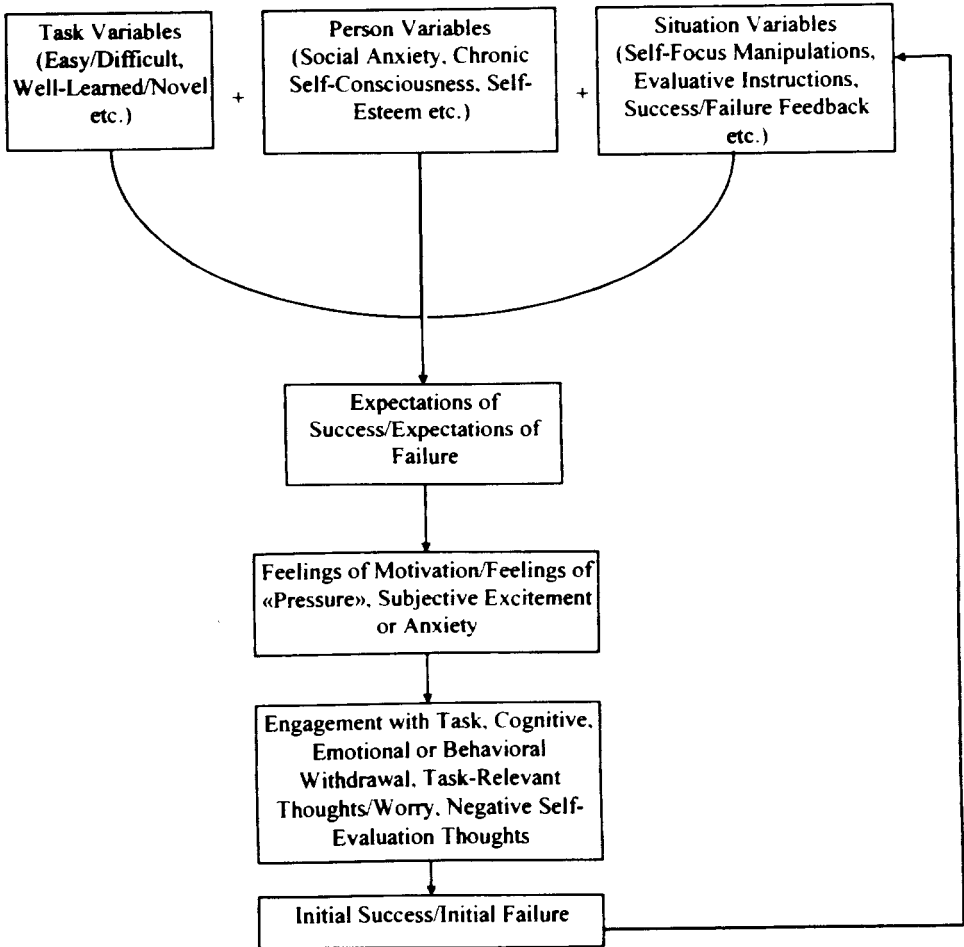 Task Variables
(Easy/Difficult,
Well-Learned/Novel
etc.)
+
Person Variables
(Social Anxiety, Chronic
Self-Consciousness, Self-
Esteem etc.)
+
Situation Variables
(Self-Focus Manipulations,
Evaluative Instructions,
Success/Failure Feedback
etc.)
Expectations of
Success/Expectations of
Failure
Feelings of Motivation/Feelings of
«Pressure», Subjective Excitement
or Anxiety
Engagement with Task, Cognitive,
Emotional or Behavioral
Withdrawal, Task-Relevant
Thoughts/Worry, Negative Self-
Evaluation Thoughts
Initial Success/Initial Failure